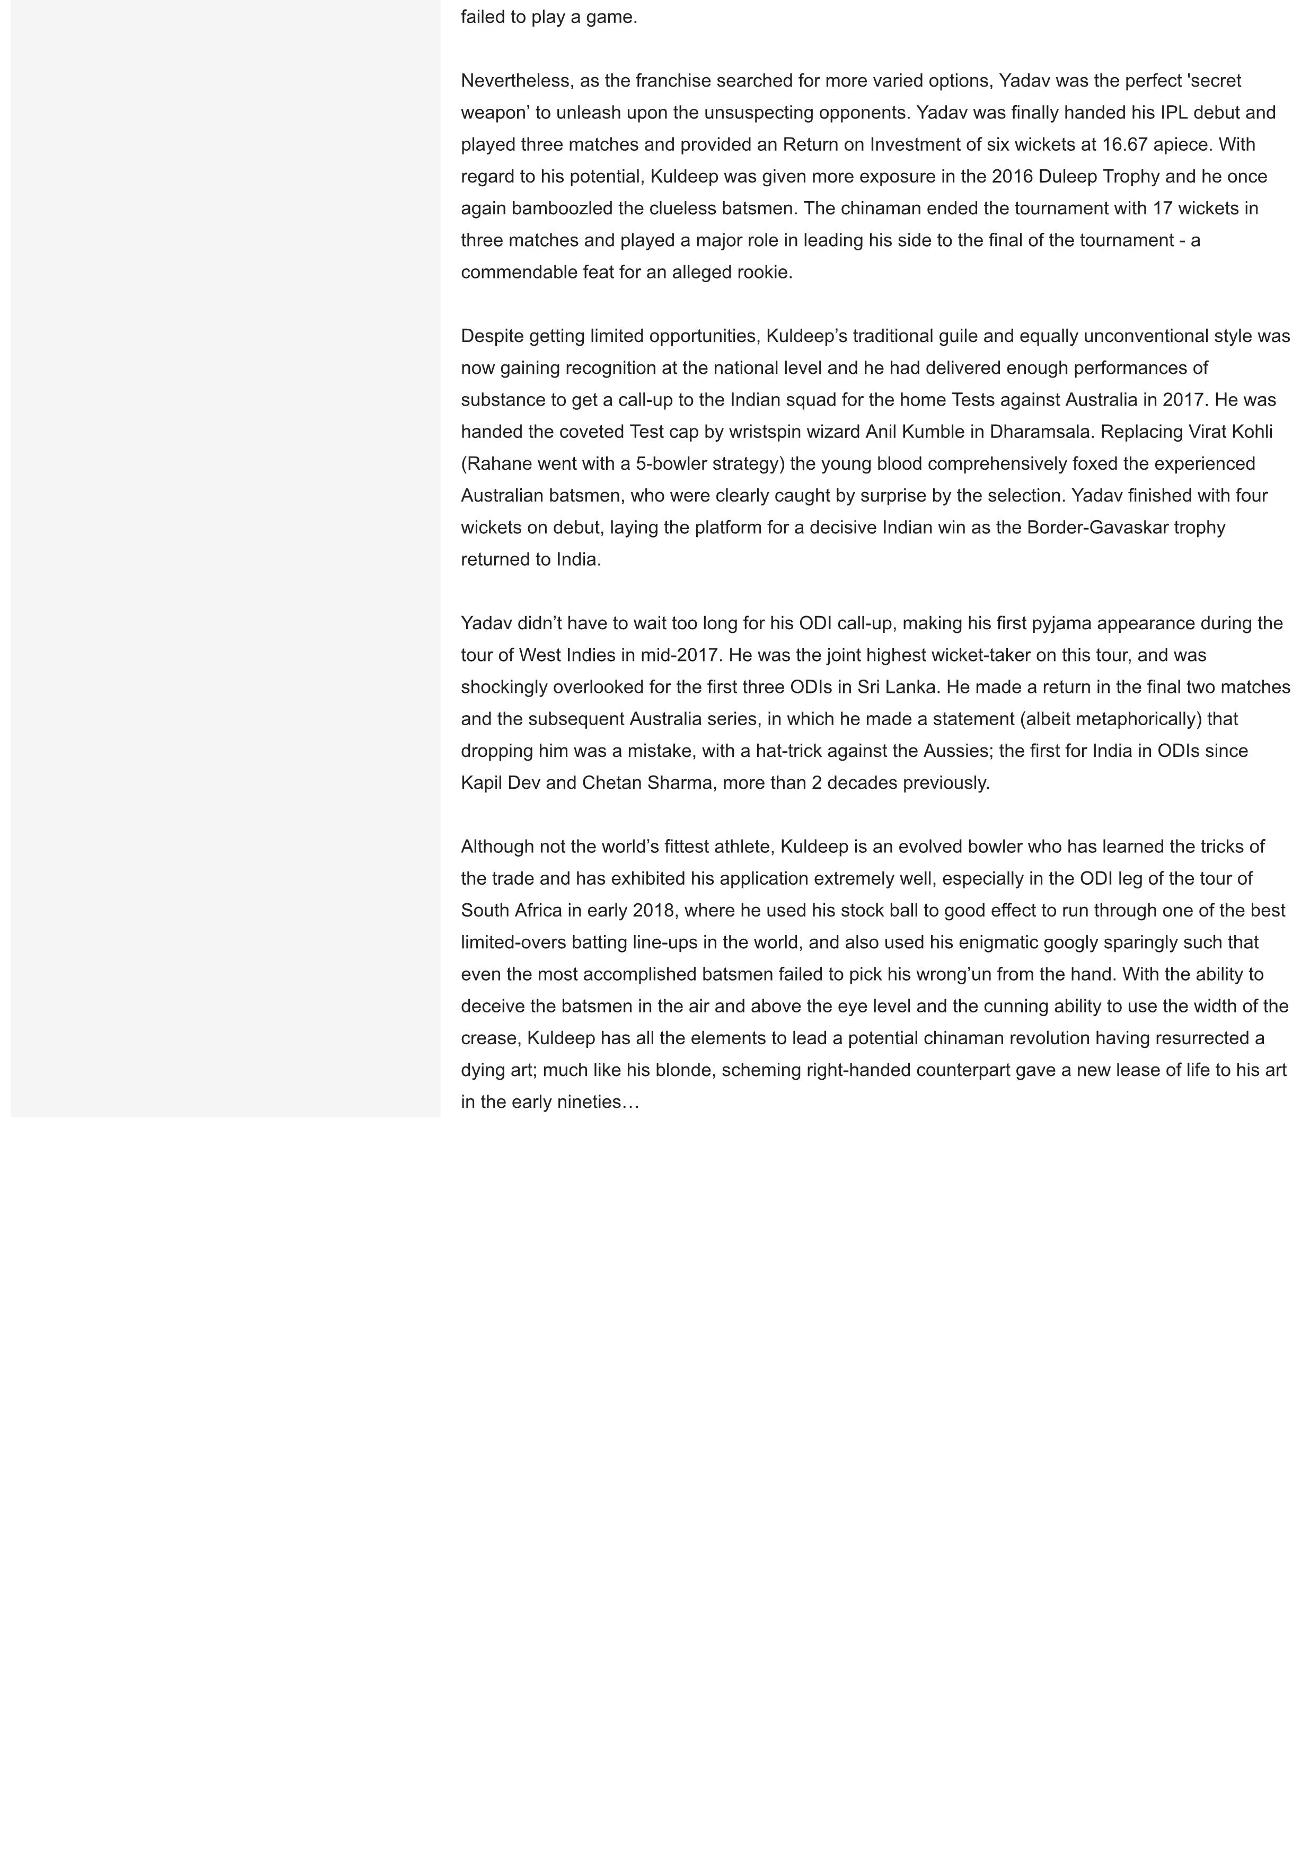 failed to play a game.
Nevertheless, as the franchise searched for more varied options, Yadav was the perfect 'secret
weapon’ to unleash upon the unsuspecting opponents. Yadav was finally handed his IPL debut and
played three matches and provided an Return on Investment of six wickets at 16.67 apiece. With
regard to his potential, Kuldeep was given more exposure in the 2016 Duleep Trophy and he once
again bamboozled the clueless batsmen. The chinaman ended the tournament with 17 wickets in
three matches and played a major role in leading his side to the final of the tournament - a
commendable feat for an alleged rookie.
Despite getting limited opportunities, Kuldeep’s traditional guile and equally unconventional style was
now gaining recognition at the national level and he had delivered enough performances of
substance to get a call-up to the Indian squad for the home Tests against Australia in 2017. He was
handed the coveted Test cap by wristspin wizard Anil Kumble in Dharamsala. Replacing Virat Kohli
(Rahane went with a 5-bowler strategy) the young blood comprehensively foxed the experienced
Australian batsmen, who were clearly caught by surprise by the selection. Yadav finished with four
wickets on debut, laying the platform for a decisive Indian win as the Border-Gavaskar trophy
returned to India.
Yadav didn’t have to wait too long for his ODI call-up, making his first pyjama appearance during the
tour of West Indies in mid-2017. He was the joint highest wicket-taker on this tour, and was
shockingly overlooked for the first three ODIs in Sri Lanka. He made a return in the final two matches
and the subsequent Australia series, in which he made a statement (albeit metaphorically) that
dropping him was a mistake, with a hat-trick against the Aussies; the first for India in ODIs since
Kapil Dev and Chetan Sharma, more than 2 decades previously.
Although not the world’s fittest athlete, Kuldeep is an evolved bowler who has learned the tricks of
the trade and has exhibited his application extremely well, especially in the ODI leg of the tour of
South Africa in early 2018, where he used his stock ball to good effect to run through one of the best
limited-overs batting line-ups in the world, and also used his enigmatic googly sparingly such that
even the most accomplished batsmen failed to pick his wrong’un from the hand. With the ability to
deceive the batsmen in the air and above the eye level and the cunning ability to use the width of the
crease, Kuldeep has all the elements to lead a potential chinaman revolution having resurrected a
dying art; much like his blonde, scheming right-handed counterpart gave a new lease of life to his art
in the early nineties…